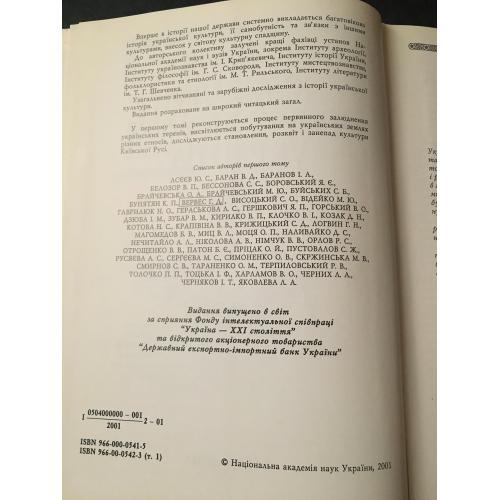 Вперше в історії нашої держави системно викладається багатовікова
історія української культури, її самобутність та зв'язки з іншими
культурами, внесок у світову культурну спадщину.
До авторського колективу залучені кращі фахівці установ На-
ціональної академії наук і вузів України, зокрема Інституту археології,
Інституту українознавства ім. І. Крип'якевича, Інституту історії України,
Інституту філософії ім. Г. С. Сковороди, Інституту мистецтвознавства,
фольклористики та етнології ім. М. Т. Рильського, Інституту літератури
ім. Т. Г. Шевченка.
Узагальнено вітчизняні та зарубіжні дослідження з історії української
культури.
Видання розраховане на широкий читацький загал.
У першому томі реконструюється процес первинного залюднення
українських теренів, висвітлюються побутування на українських землях
різних етносів, досліджуються становлення, розквіт і занепад культури
Київської Русі.
Список авторів першого тому
АСЄЄВ Ю. С., БАРАН В. Д., БАРАНОВ І. А.,
БЕЛОЗОР В. П., БЕССОНОВА С. С., БОРОВСЬКИЙ Я. Є.,
БРАЙЧЕВСЬКА О. А., БРАЙЧЕВСЬКИЙ М. Ю., БУЙСЬКИХ С. Б.,
БУНЯТЯН К. П., ВЕРВЕС Г. Д., ВИСОЦЬКИЙ С. О., ВІДЕЙКО М. Ю.,
ГАВРИЛЮК Н. О., ГЕРАСЬКОВА Л. С., ГЕРШКОВИЧ Я. П., ГОРСЬКИЙ В. О.,
ДЗЮБА І. М., ЗУБАР В. М., КИРИЛКО В. П., КЛОЧКО В. І., КОЗАК Д. Н.,
КОТОВА Н. С., КРАПІВІНА В. В., КРИЖИЦЬКИЙ С. Д., ЛОГВИН Г. Н.,
МАГОМЕДОВ Б. В., МИЦ В. Л., МОЦЯ О. П., НАЛИВАЙКО Д. С.,
НЕЧИТАЙЛО А. Л., НІКОЛОВА А. В., НІМЧУК В. В., ОРЛОВ Р. С.,
ОТРОЩЕНКО В. В., ПАТОН Б. Є., ПРІЦАК О. Й., ПУСТОВАЛОВ С. Ж.,
РУСЯЄВА А. С., СЕРГЄЄВА М. С., СИМОНЕНКО О. В., СКРЖИНСЬКА М. В.,
СМИРНОВ С. В., ТАРАНЕНКО О. М., ТЕРПИЛОВСЬКИЙ Р. В.,
ТОЛОЧКО П. П., ТОЦЬКА І. Ф., ХАРЛАМОВ В. О., ЧЕРНИХ Л. А.,
ЧЕРНЯКОВ І. Т., ЯКОВЛЕВА Л. А.
Видання випущено в світ
за сприяння Фонду інтелектуальної співпраці
"Україна — XXI століття"
та відкритого акціонерного товариства
"Державний експортно-імпортний банк України"
1 0504000000 – 001
2001 2 – 01
ISBN 966-000-0541-5
ISBN 966-00-0542-3 (т. 1)
© Національна академія наук України, 2001